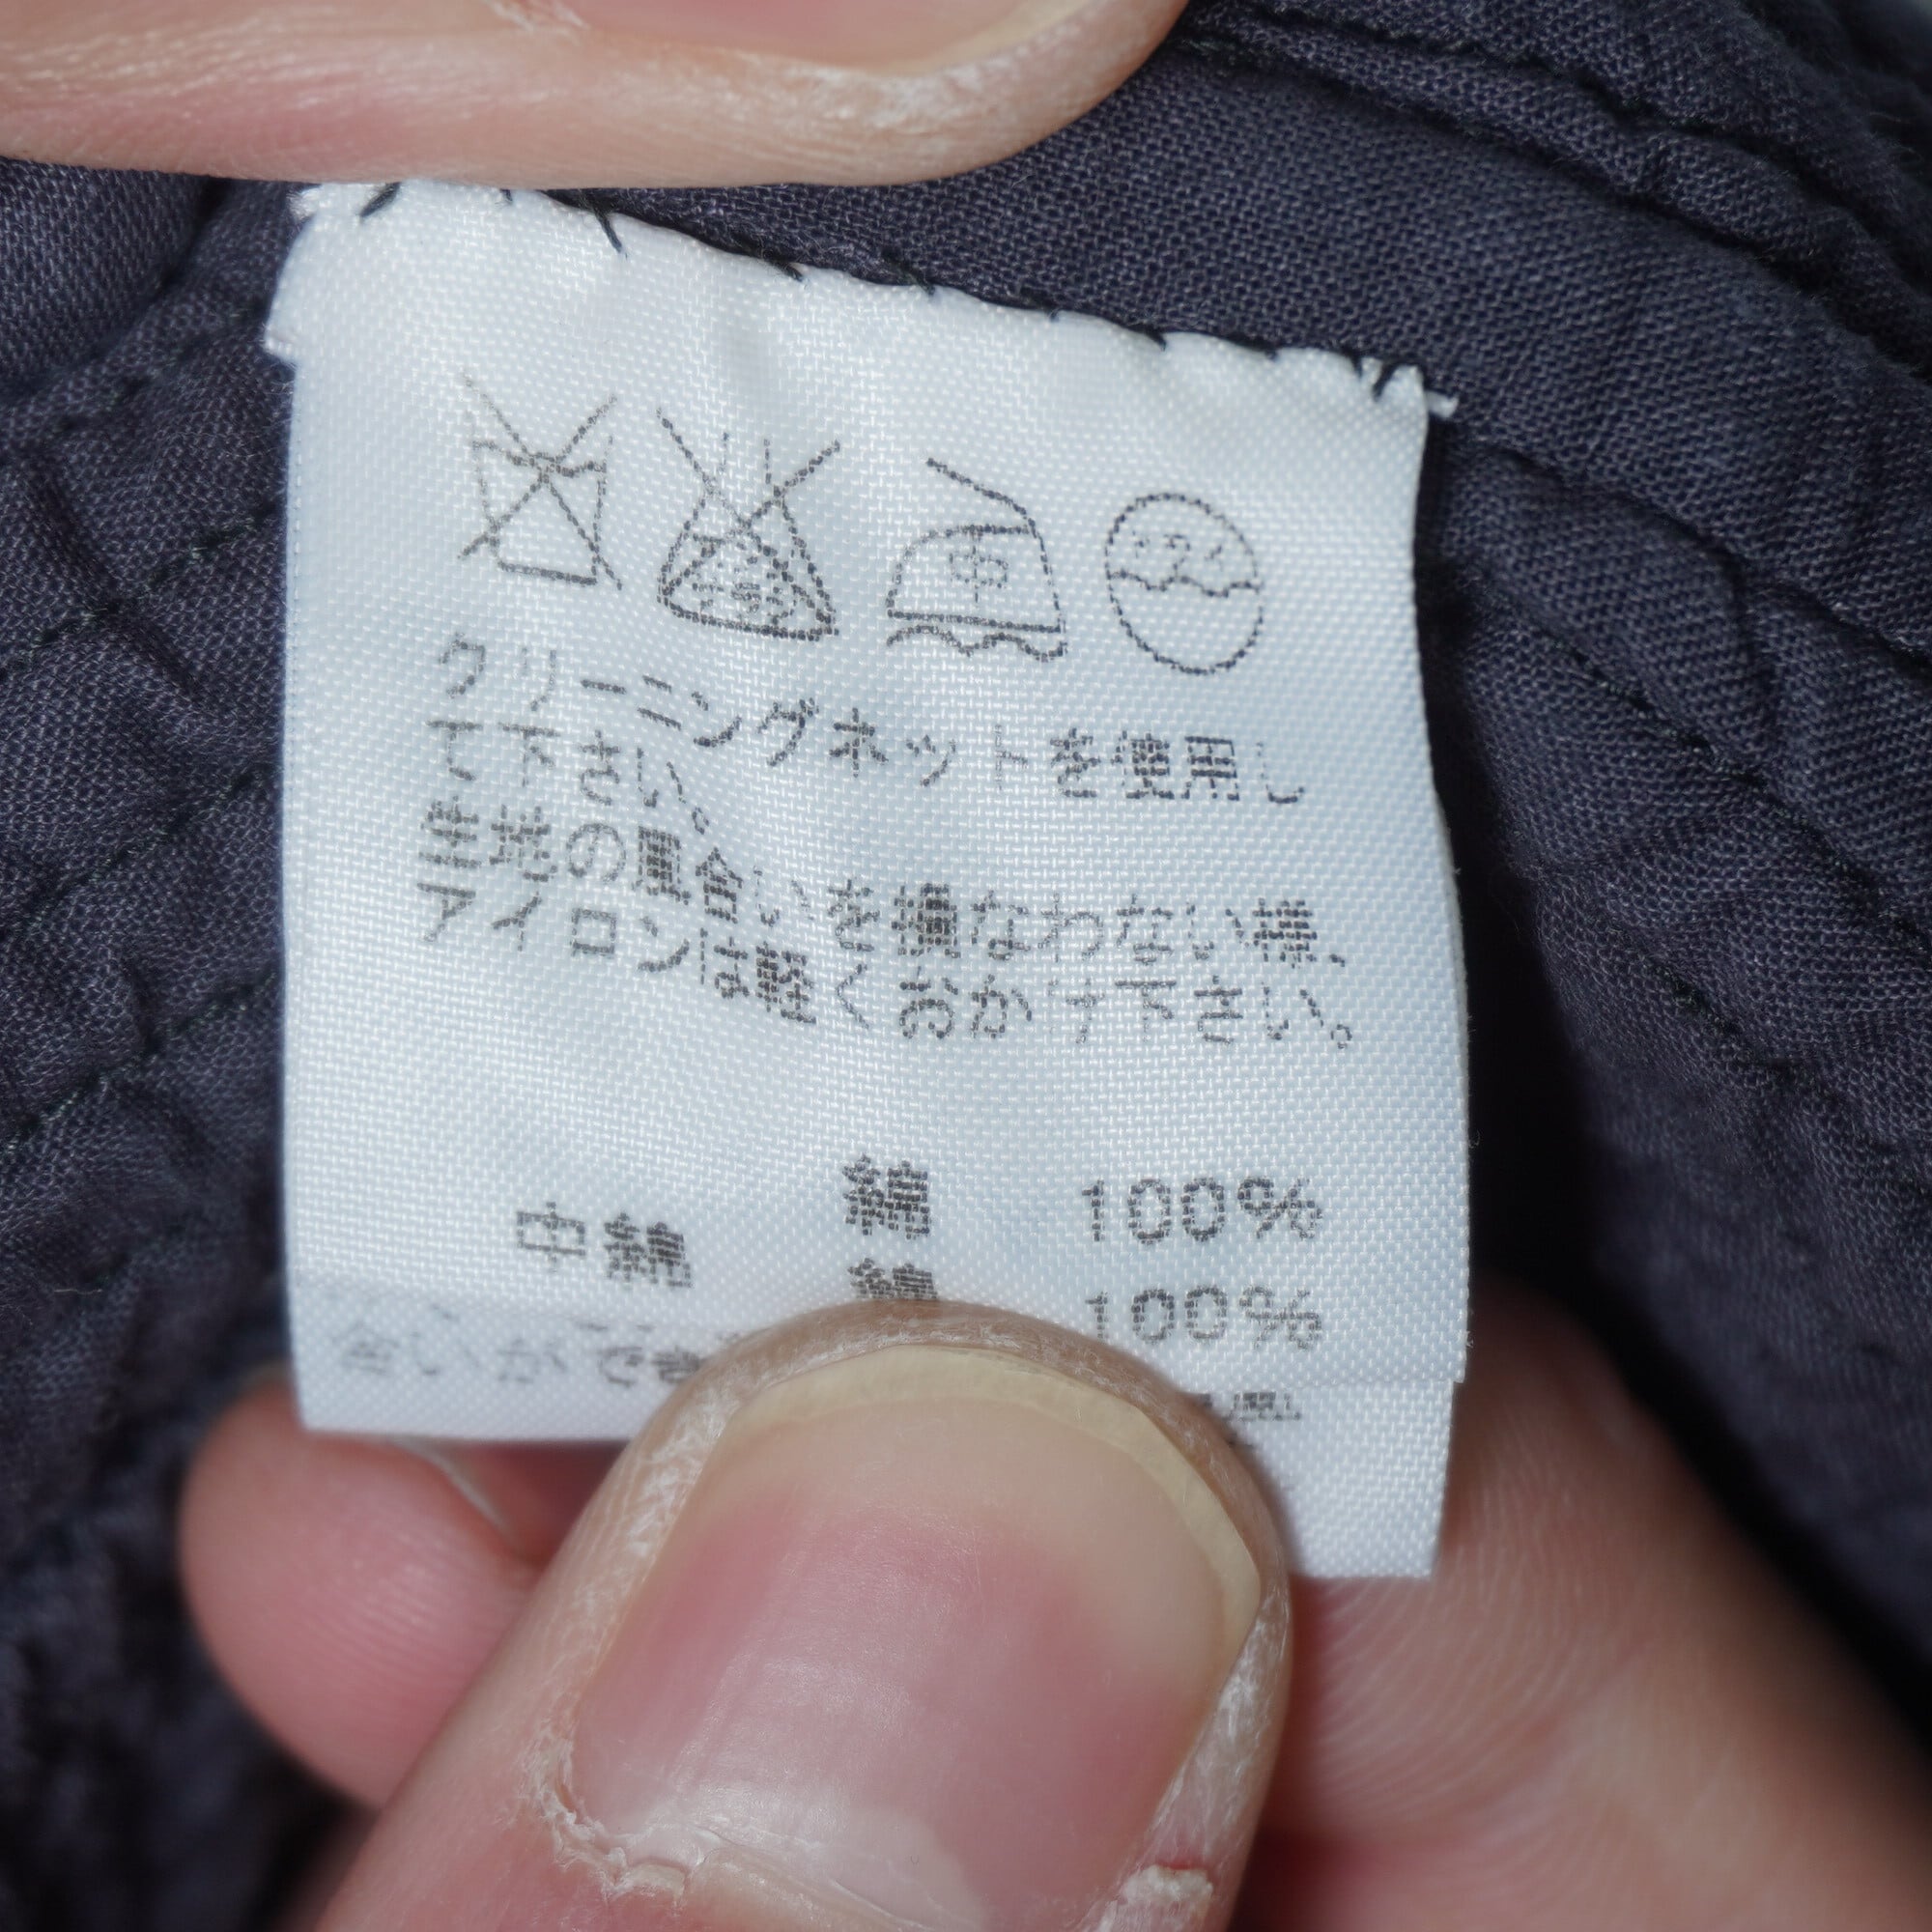 中
ドライ
クリーニングネットを使用し
て下さい。
生地の風合いを損なわない様、
アイロンは軽くおかけ下さい。
綿 100%
中綿 綿 100%